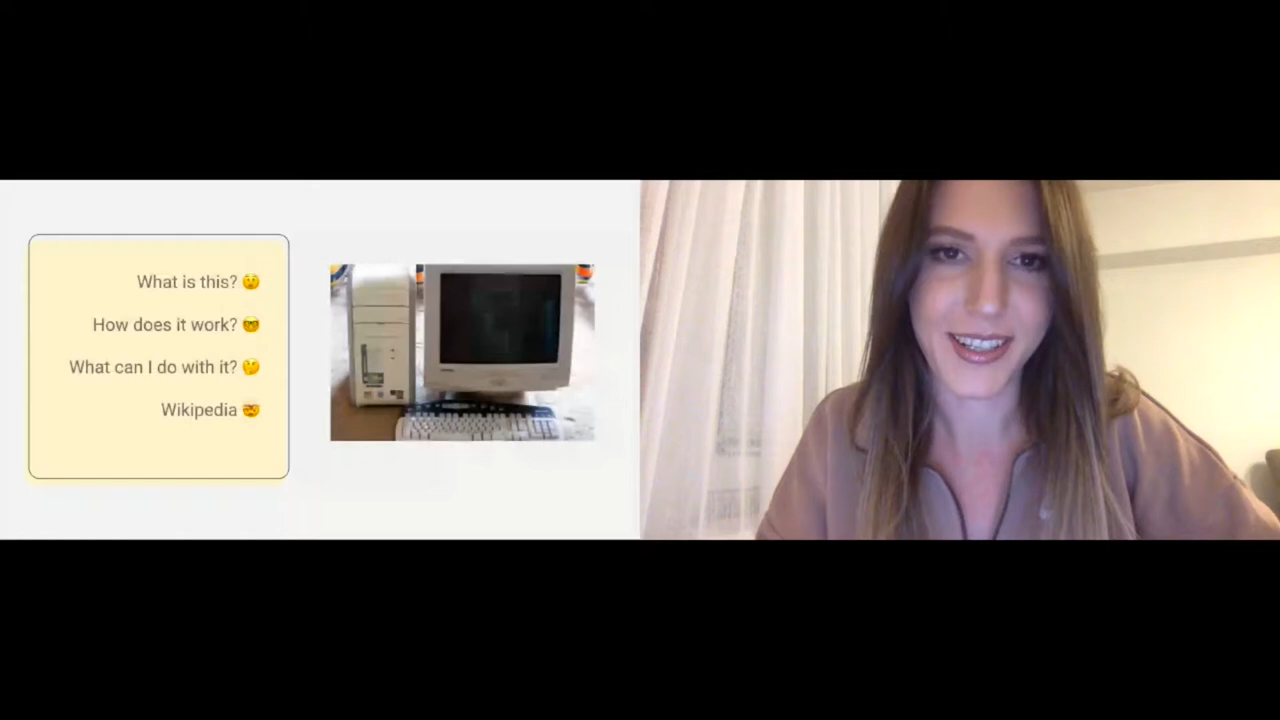 What is this? 🤔
How does it work? 🤓
What can I do with it? 🤔
Wikipedia 🤯